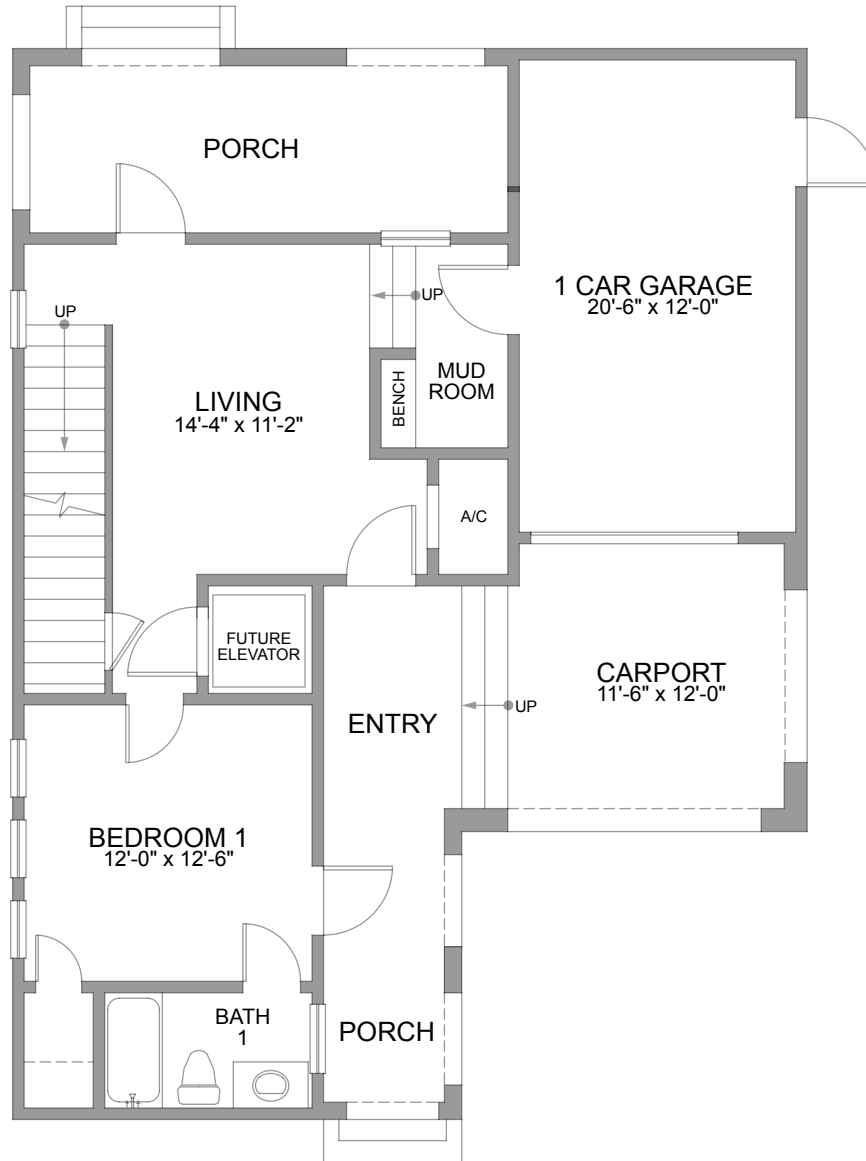 PORCH
1 CAR GARAGE
20'-6" x 12'-0"
UP
UP
MUD
ROOM
BENCH
LIVING
14'-4" x 11'-2"
A/C
FUTURE
ELEVATOR
CARPORT
11'-6" x 12'-0"
UP
ENTRY
BEDROOM 1
12'-0" x 12'-6"
BATH
1
PORCH